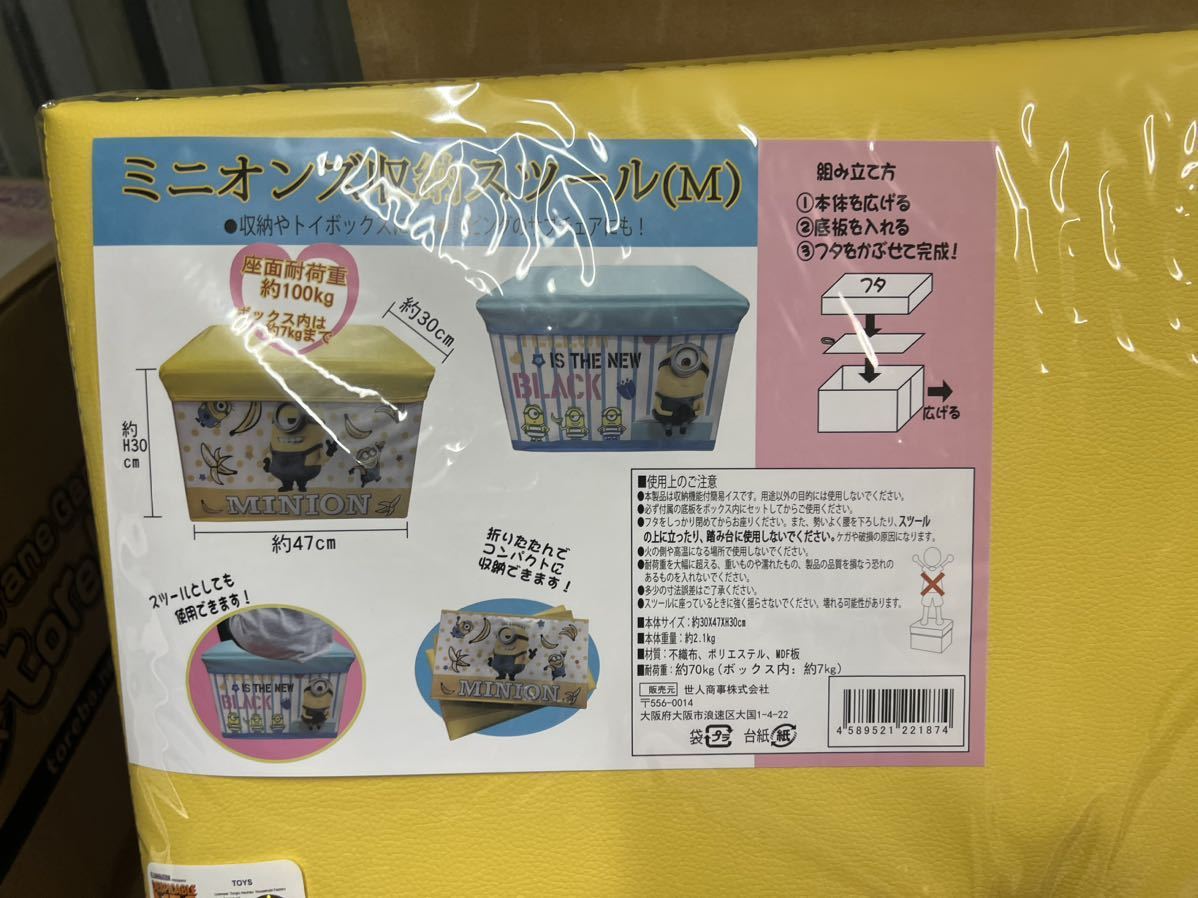 ミニオンズ収納スツール(M)
●収納やトイボックスに
座面耐荷重
約100kg
ボックス内は
約7kgまで
約30cm
約
H30
cm
約47cm
MINION
IS THE NEW
BLACK
スツールとしても
使用できます!
IS THE NEW
BLACK
折りたたんで
コンパクトに
収納できます!
MINION
組み立て方
①本体を広げる
②底板を入れる
③フタをかぶせて完成!
フタ
広げる
■使用上のご注意
●本製品は収納機能付簡易イスです。用途以外の目的には使用しないでください。
●必ず付属の底板をボックス内にセットしてからご使用ください。
●フタをしっかり閉めてからお座りください。また、勢いよく腰を下ろしたり、スツール
の上に立ったり、踏み台に使用しないでください。ケガや破損の原因になります。
●火の側や高温になる場所で使用しないでください。
●耐荷重を大幅に超える、重いものや濡れたもの、製品の品質を損なう恐れの
あるものを入れないでください。
●多少の寸法誤差はご了承ください。
●スツールに座っているときに強く揺らさないでください。壊れる可能性があります。
■本体サイズ:約30X47XH30cm
■本体重量:約2.1kg
■材質:不織布、ポリエステル、MDF板
■耐荷重:約70kg(ボックス内:約7kg)
販売元 世人商事株式会社
〒556-0014
大阪府大阪市浪速区大国1-4-22
袋 プラ 台紙 紙
4 589521 221874
TOYS